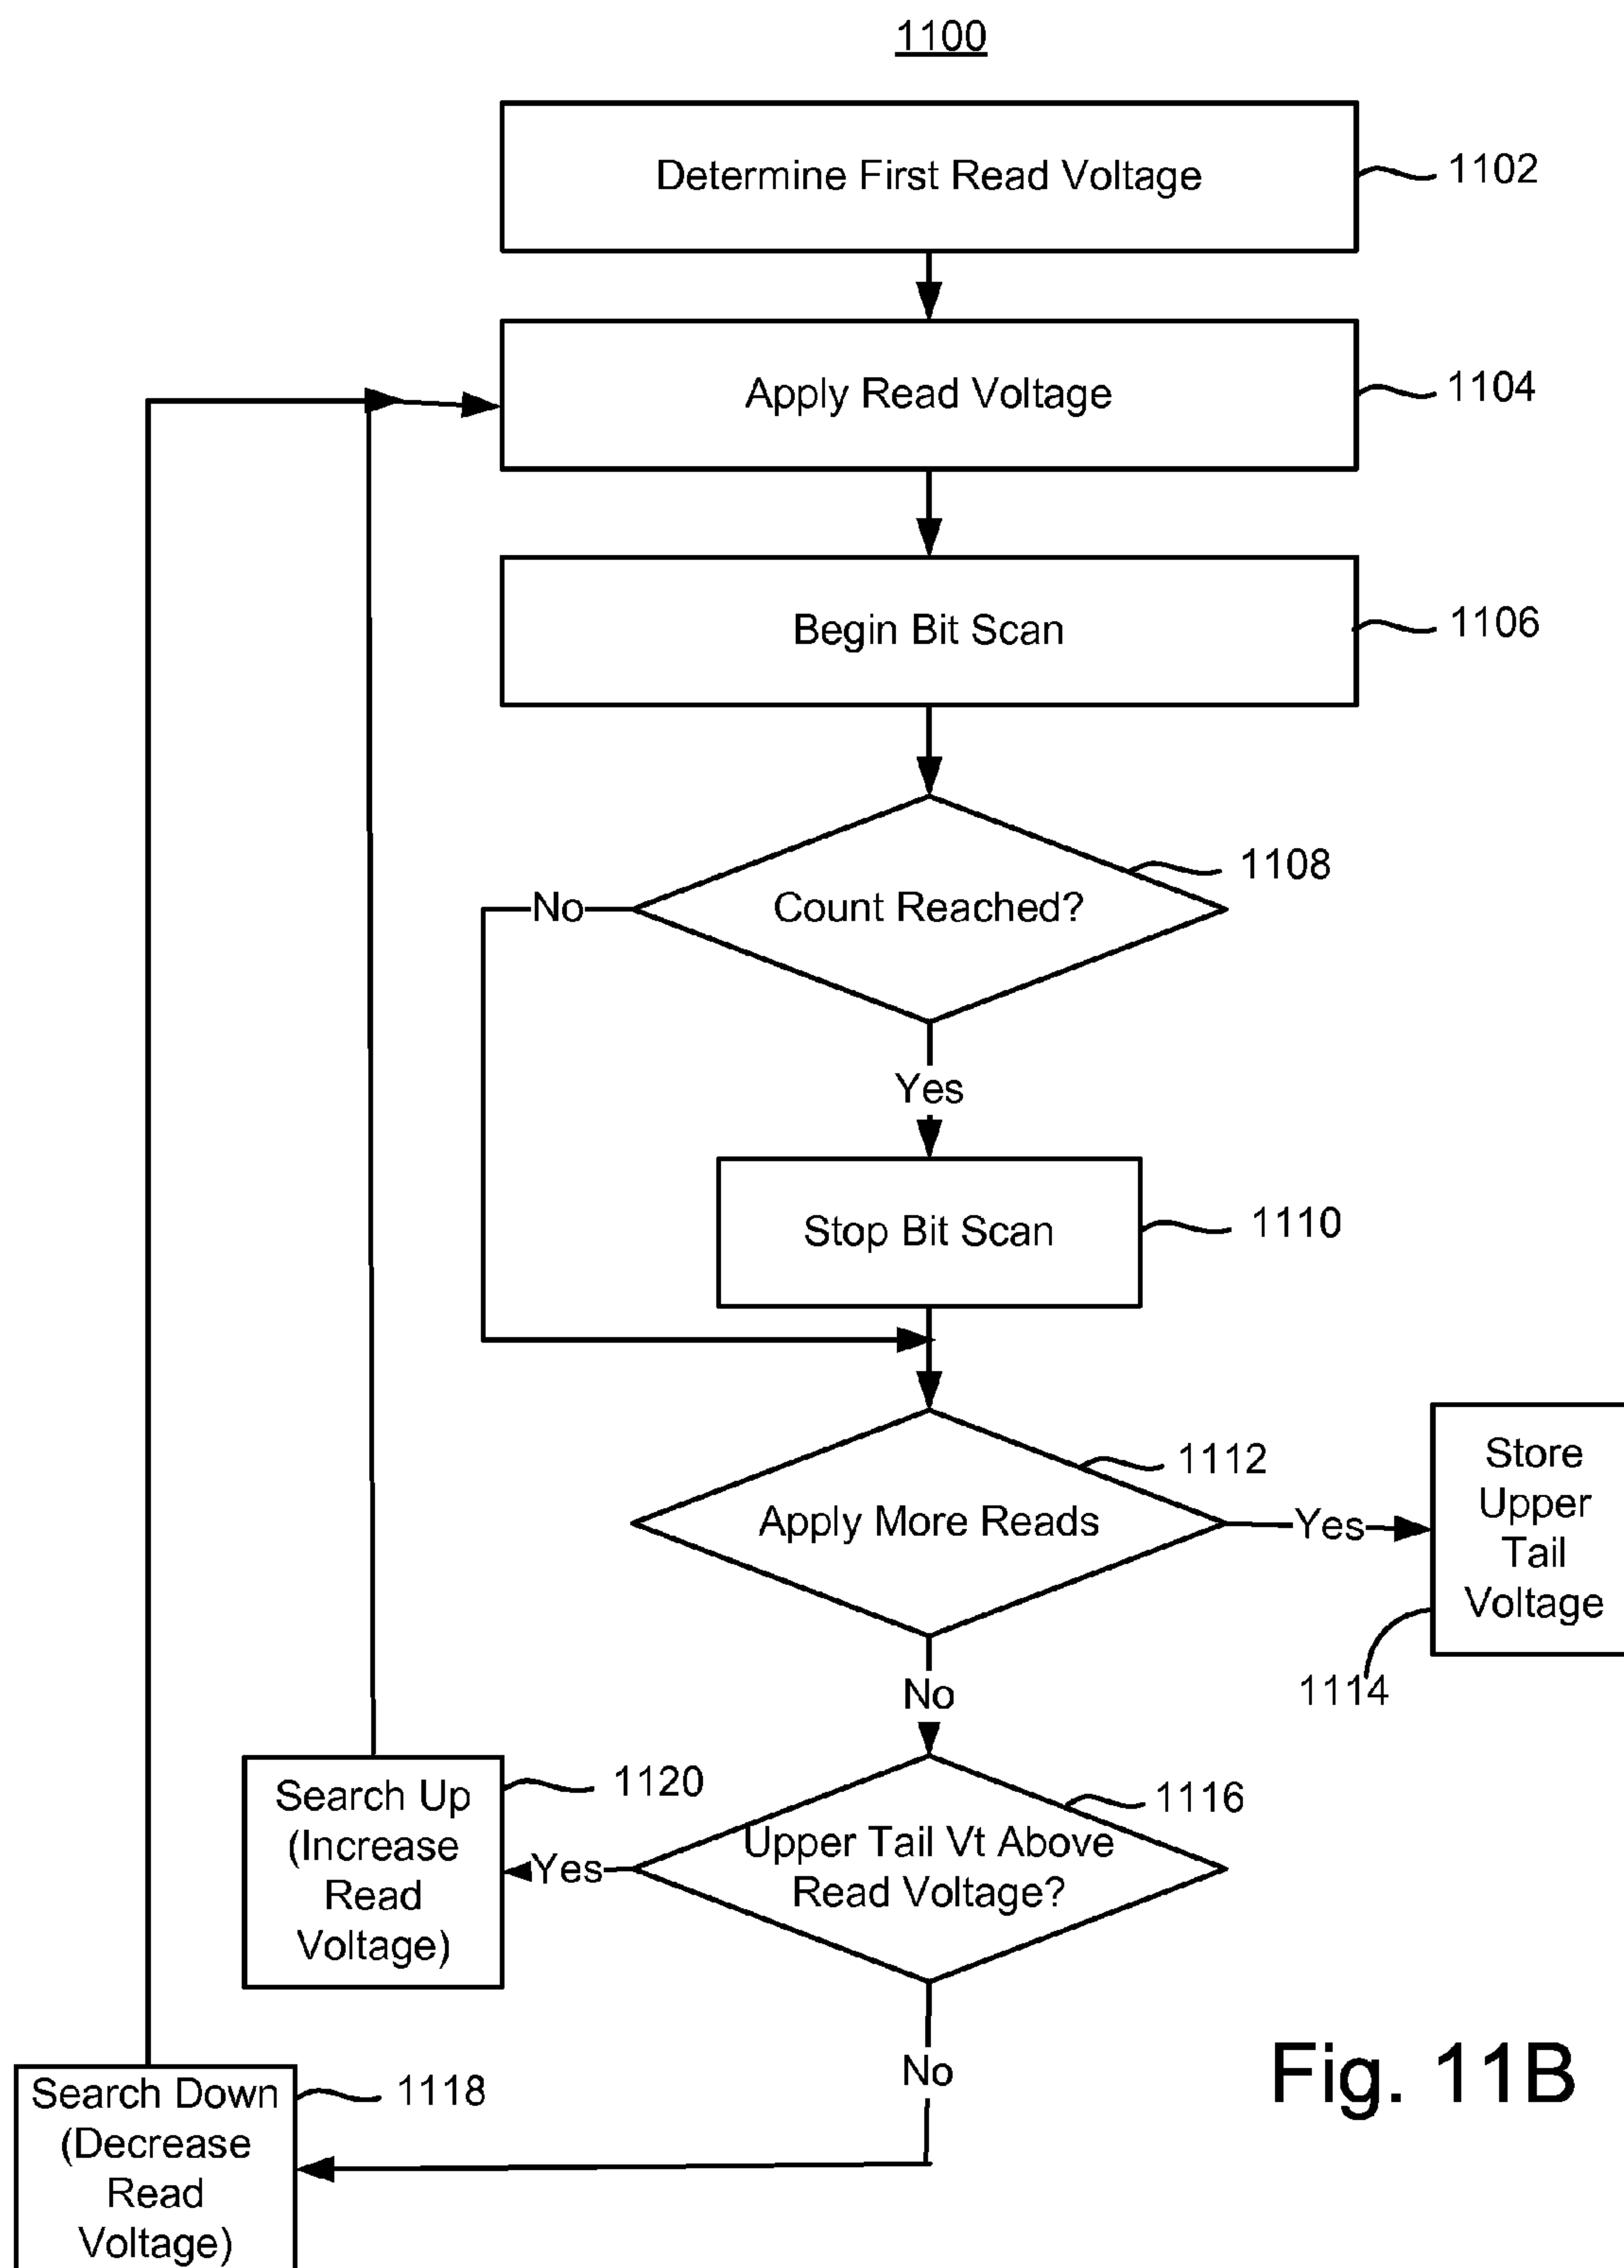 1100
Determine First Read Voltage
1102
Apply Read Voltage
1104
Begin Bit Scan
1106
1108
Count Reached?
No
Yes
Stop Bit Scan
1110
1112
Apply More Reads
Yes
Store
Upper
Tail
Voltage
1114
No
1116
Upper Tail Vt Above
Read Voltage?
Yes
1120
Search Up
(Increase
Read
Voltage)
No
1118
Search Down
(Decrease
Read
Voltage)
Fig. 11B